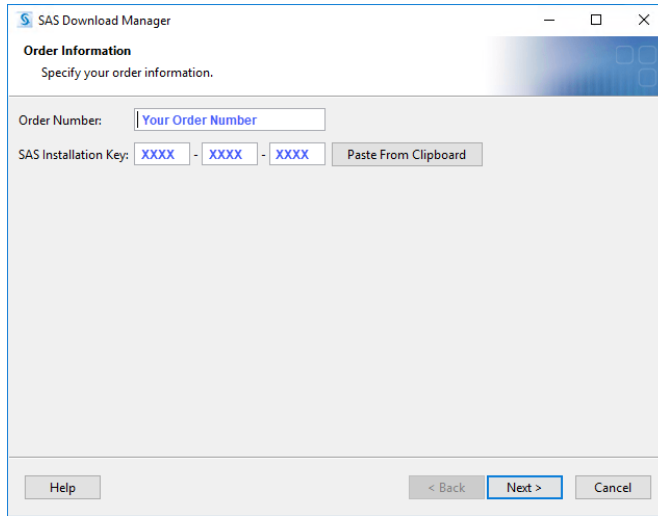 SAS Download Manager
Order Information
Specify your order information.
Order Number: Your Order Number
SAS Installation Key: XXXX - XXXX - XXXX Paste From Clipboard
Help < Back Next > Cancel